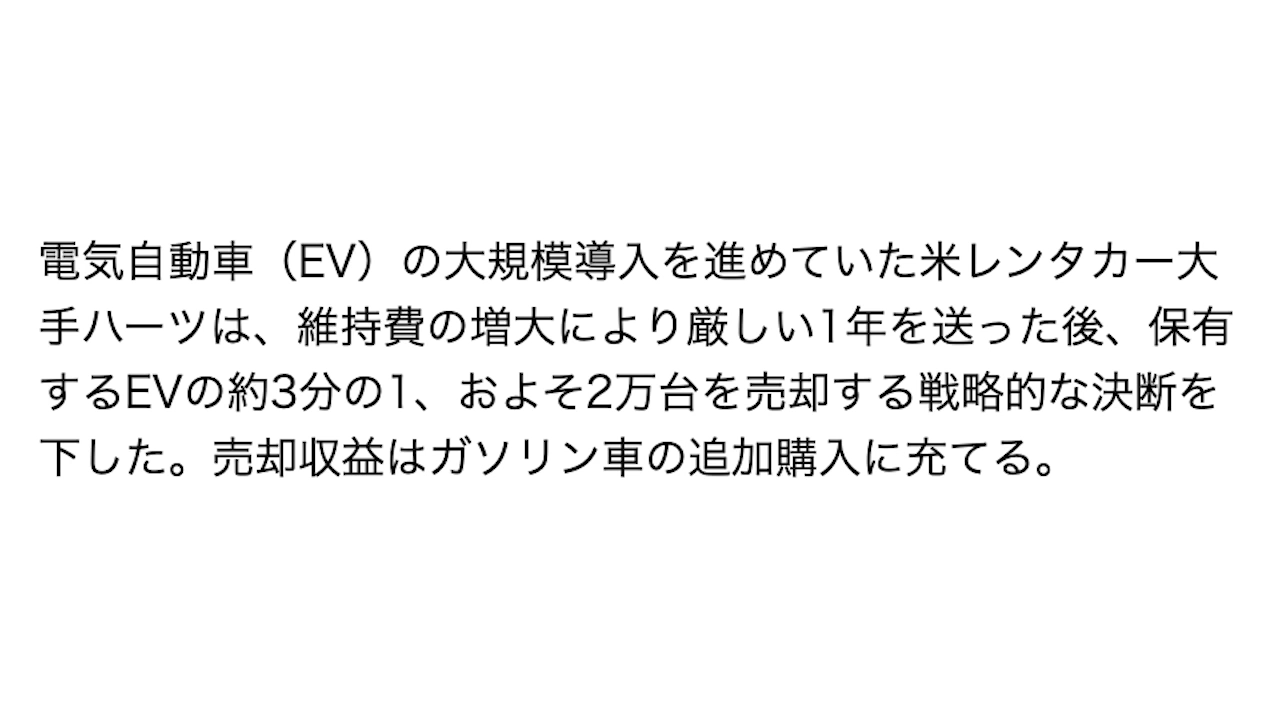 電気自動車（EV）の大規模導入を進めていた米レンタカー大
手ハーツは、維持費の増大により厳しい1年を送った後、保有
するEVの約3分の1、およそ2万台を売却する戦略的な決断を
下した。売却収益はガソリン車の追加購入に充てる。